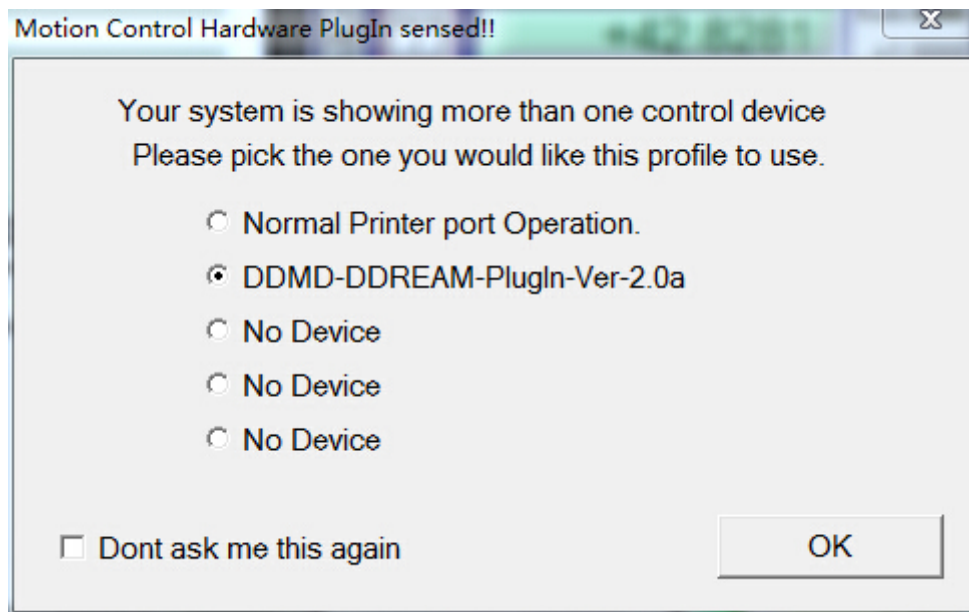 Motion Control Hardware PlugIn sensed!!
+42.8281
Your system is showing more than one control device
Please pick the one you would like this profile to use.
Normal Printer port Operation.
DDMD-DDREAM-PlugIn-Ver-2.0a
No Device
No Device
No Device
Dont ask me this again
OK